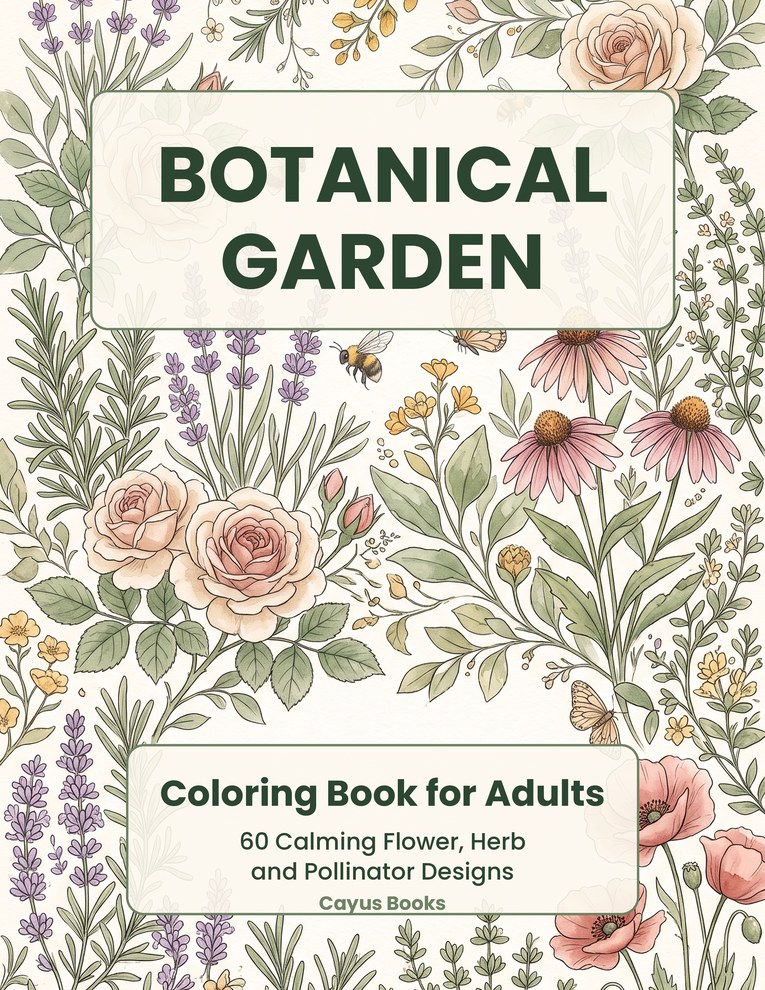 BOTANICAL
GARDEN
Coloring Book for Adults
60 Calming Flower, Herb
and Pollinator Designs
Cayus Books